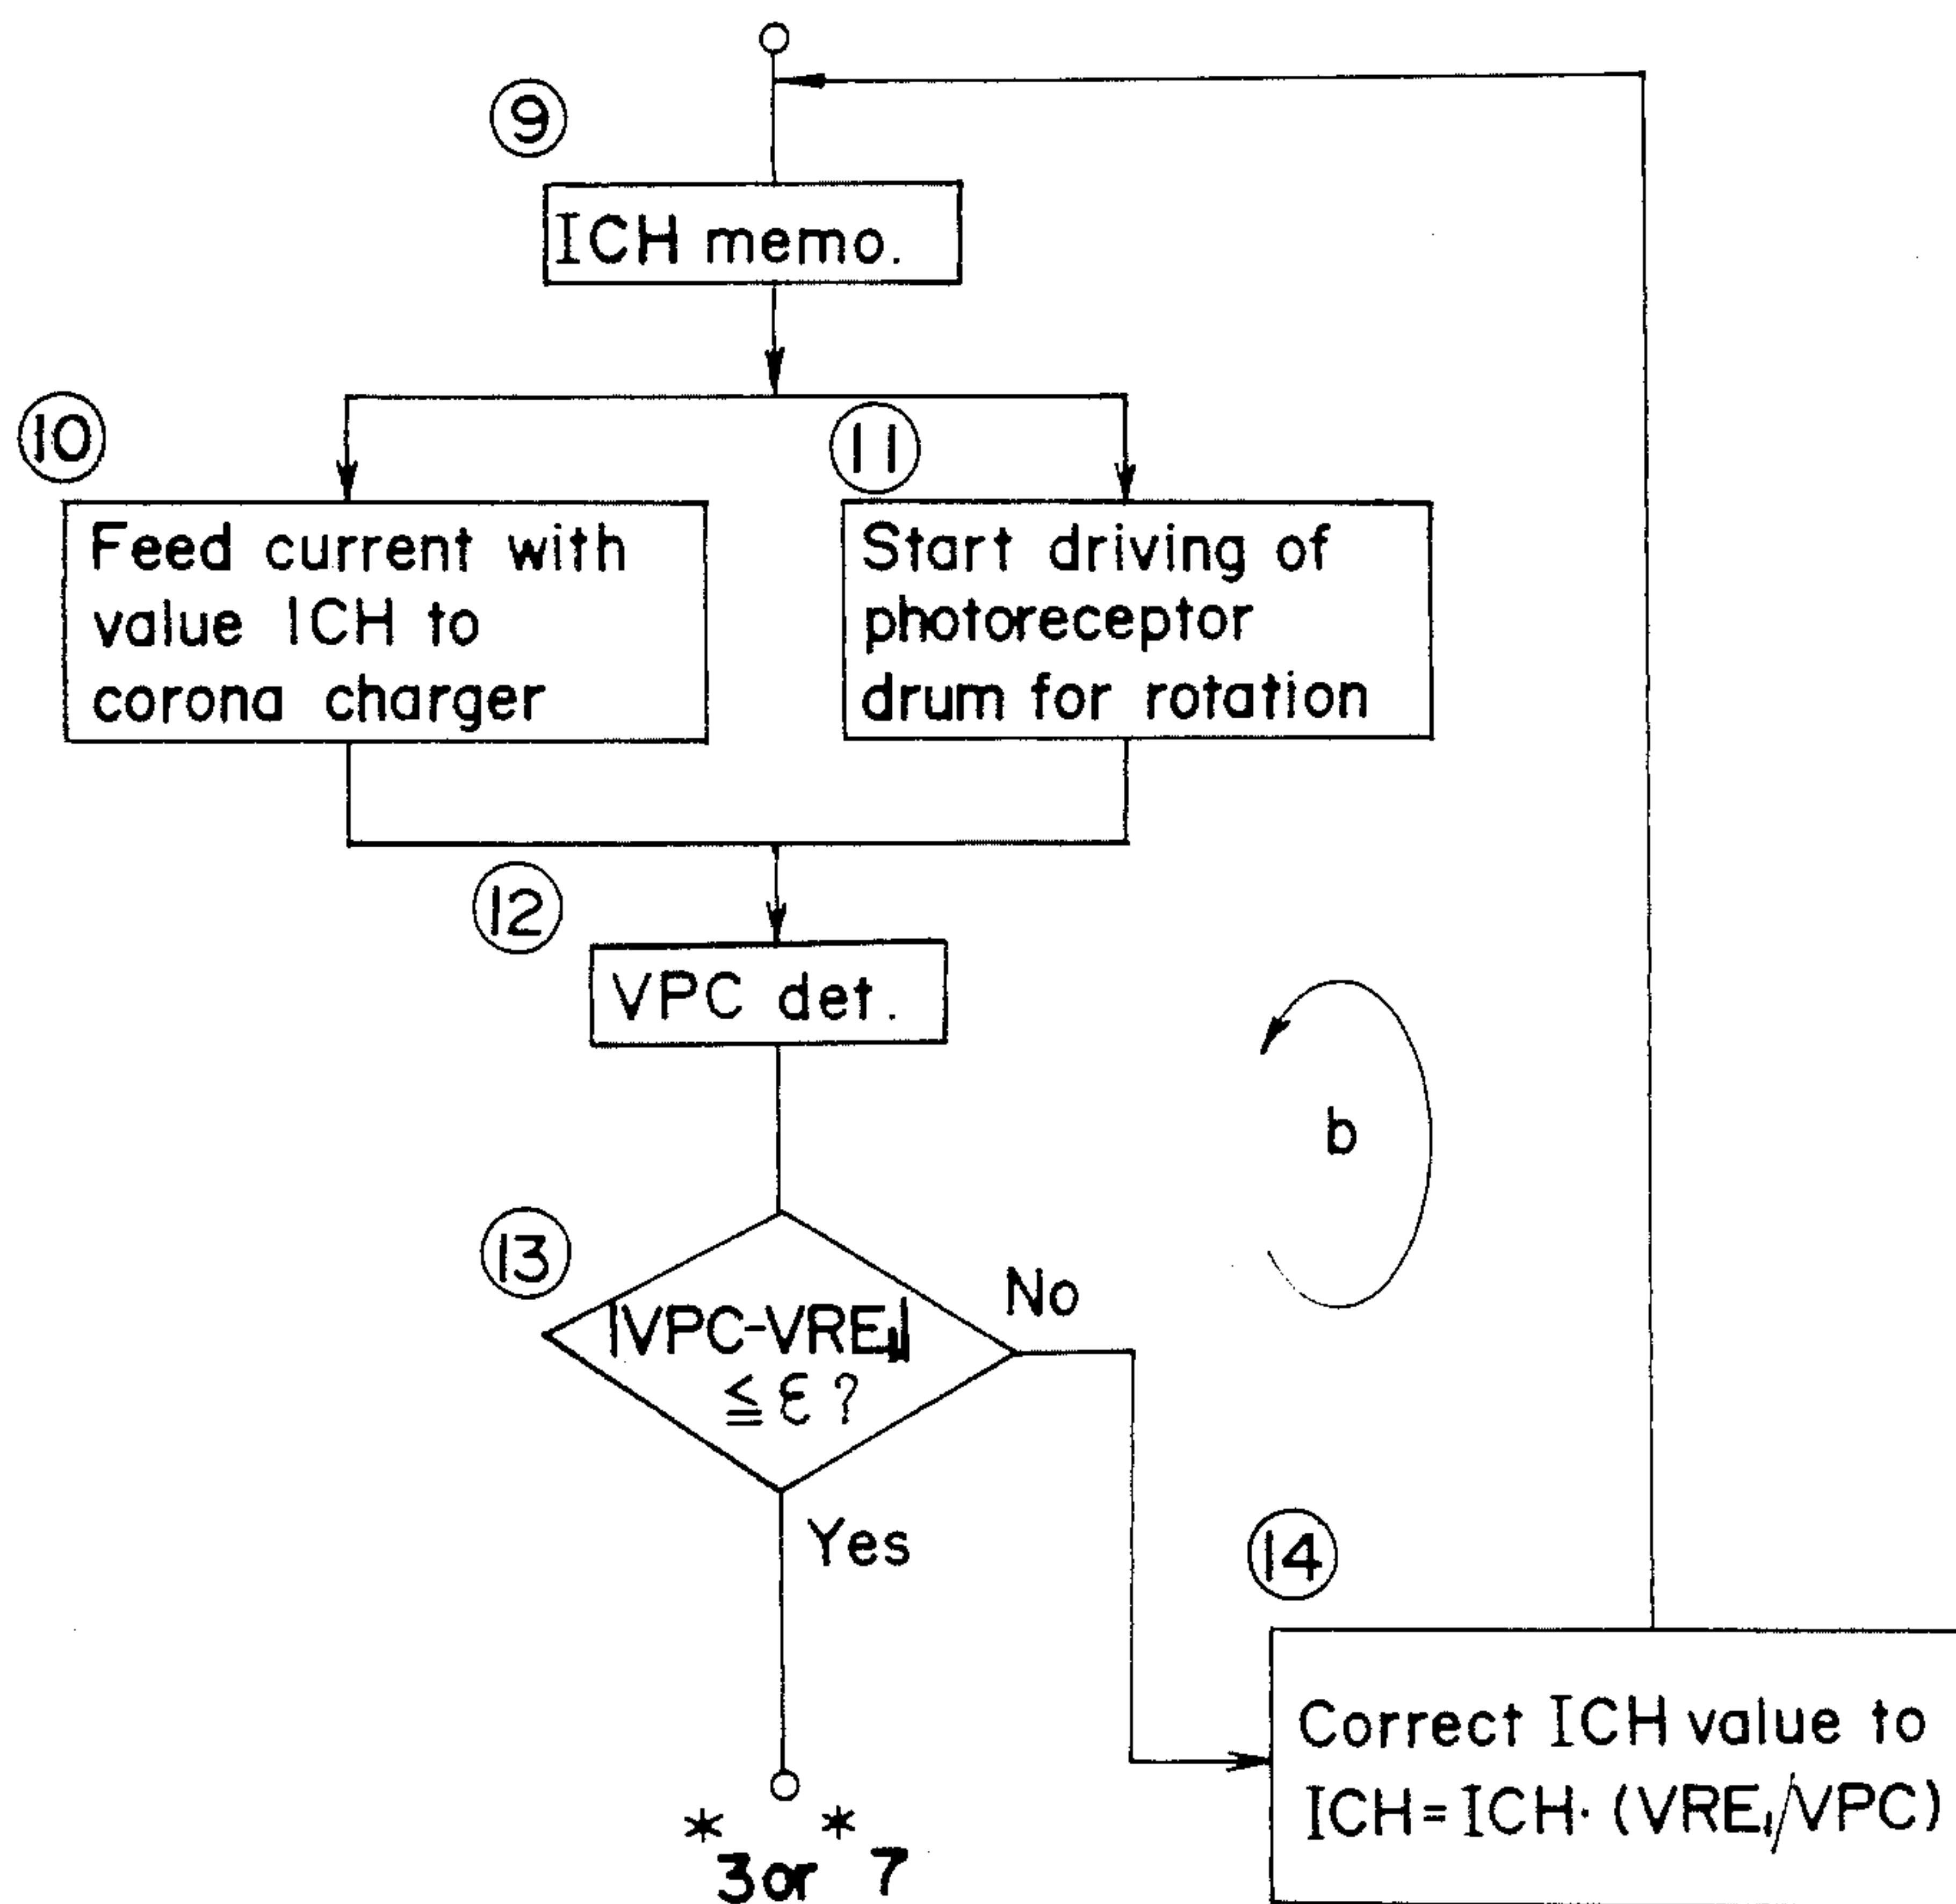 ⑨
ICH memo.
⑩
Feed current with
value ICH to
corona charger
⑪
Start driving of
photoreceptor
drum for rotation
⑫
VPC det.
b
⑬
|VPC-VRE₁|
≦ ε ?
No
Yes
⑭
Correct ICH value to
ICH = ICH· (VRE₁/VPC)
* *
3 or 7